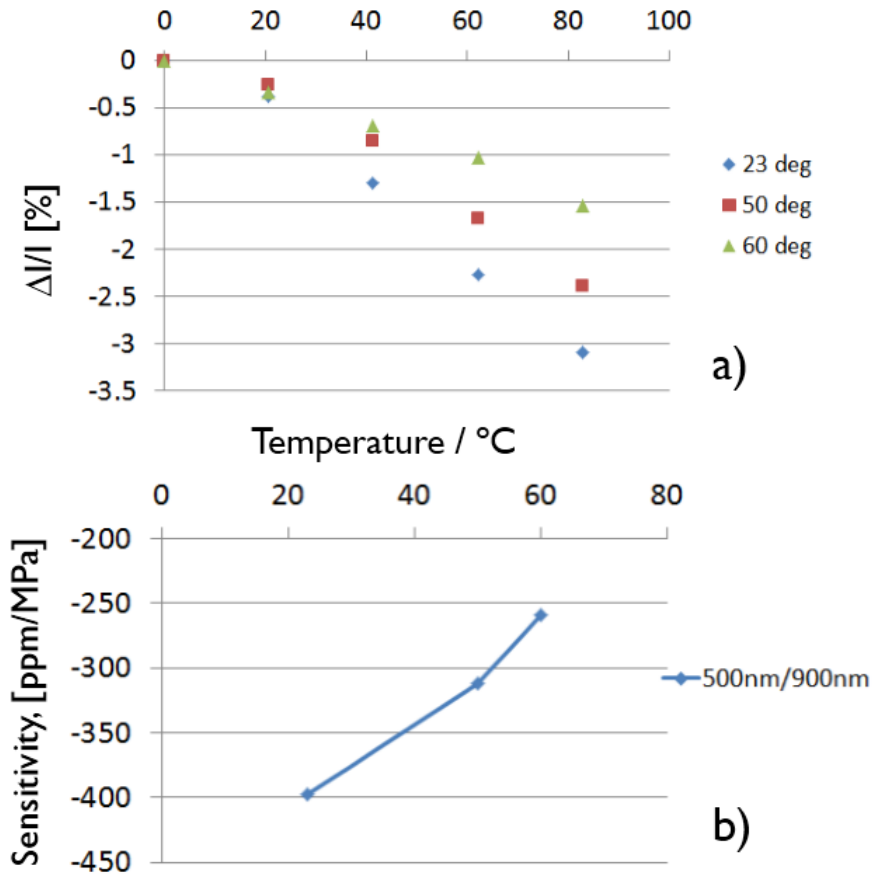 0 20 40 60 80 100
0
-0.5
-1
-1.5
-2
-2.5
-3
-3.5
ΔI/I [%]
23 deg
50 deg
60 deg
a)
Temperature / °C
0 20 40 60 80
-200
-250
-300
-350
-400
-450
Sensitivity, [ppm/MPa]
500nm/900nm
b)